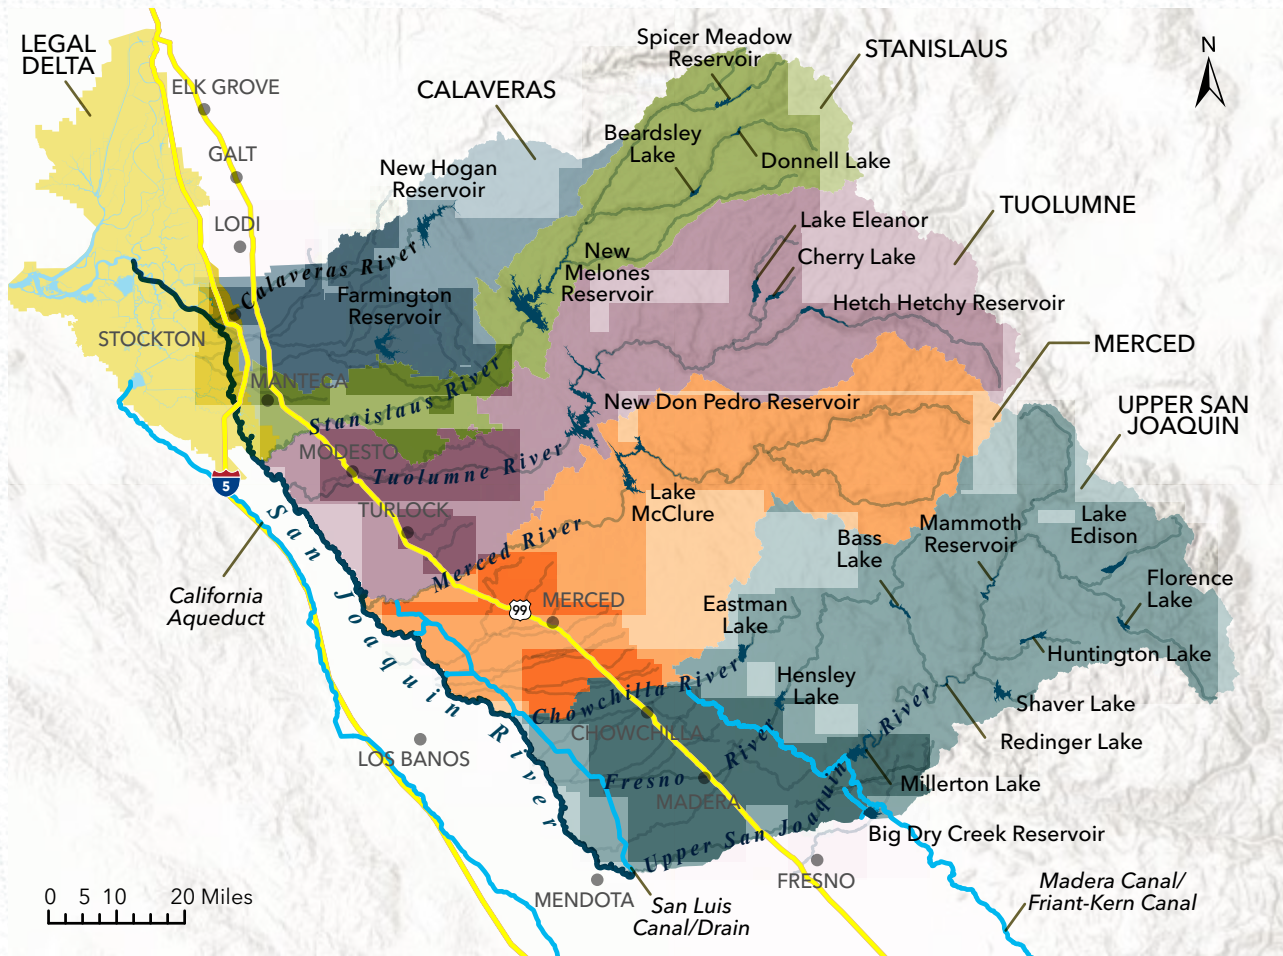 LEGAL
DELTA
ELK GROVE
GALT
LODI
CALAVERAS
New Hogan
Reservoir
Spicer Meadow
Reservoir
STANISLAUS
N
Beardsley
Lake
Donnell Lake
TUOLUMNE
Lake Eleanor
Cherry Lake
Hetch Hetchy Reservoir
New
Melones
Reservoir
Calaveras River
Farmington
Reservoir
STOCKTON
MANTECA
Stanislaus River
MERCED
New Don Pedro Reservoir
UPPER SAN
JOAQUIN
MODESTO
Tuolumne River
5
TURLOCK
Lake
McClure
Mammoth
Reservoir
Lake
Edison
Bass
Lake
Florence
Lake
San Joaquin River
Merced River
California
Aqueduct
99
MERCED
Eastman
Lake
Huntington Lake
Hensley
Lake
Chowchilla River
Shaver Lake
CHOWCHILLA
Redinger Lake
LOS BANOS
Fresno River
MADERA
Millerton Lake
Upper San Joaquin River
Big Dry Creek Reservoir
FRESNO
MENDOTA
San Luis
Canal/Drain
Madera Canal/
Friant-Kern Canal
0 5 10 20 Miles